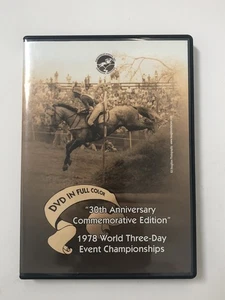 DVD IN FULL COLOR
"30th Anniversary
Commemorative Edition"
1978 World Three-Day
Event Championships